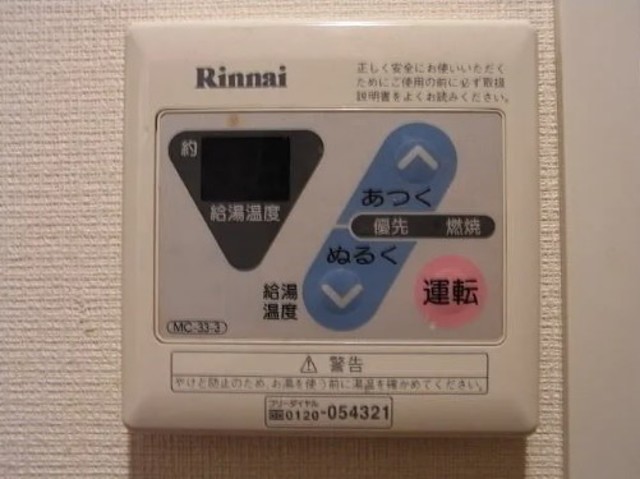 Rinnai
正しく安全にお使いいただく
ためにご使用の前に必ず取扱
説明書をよくお読みください。
約
給湯温度
あつく
優先 燃焼
ぬるく
給湯
温度
運転
MC-33-3
警告
やけど防止のため、お湯を使う前に湯温を確かめてください。
フリーダイヤル
0120-054321